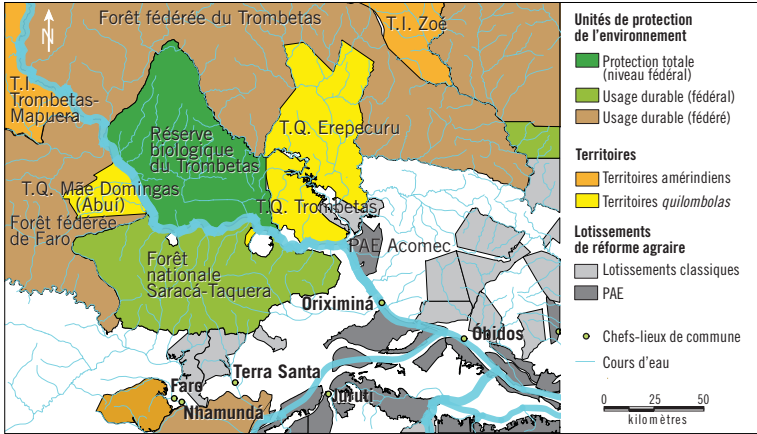 Forêt fédérée du Trombetas
N
T.I. Zoé
T.I.
Trombetas-
Mapuera
Réserve
biologique
du Trombetas
T.Q. Erepecuru
T.Q. Mãe Domingas
(Abuí)
T.Q. Trombetas
Forêt fédérée
de Faro
PAE Acomec
Forêt
nationale
Saracá-Taquera
Oriximiná
Óbidos
Terra Santa
Faro
Nhamundá
Juruti
Unités de protection
de l'environnement
Protection totale
(niveau fédéral)
Usage durable (fédéral)
Usage durable (fédéré)
Territoires
Territoires amérindiens
Territoires quilombolas
Lotissements
de réforme agraire
Lotissements classiques
PAE
Chefs-lieux de commune
Cours d'eau
0 25 50
kilomètres